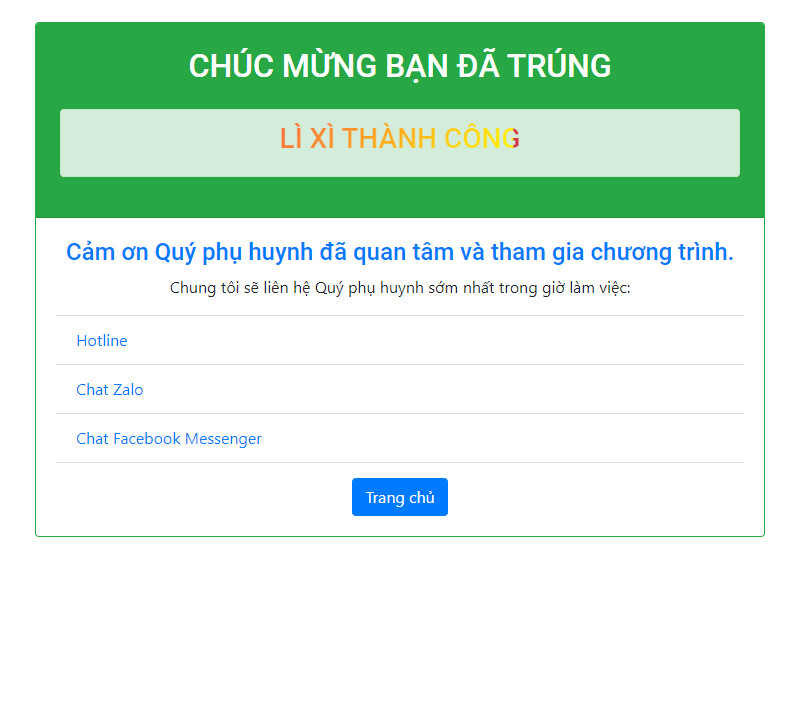 CHÚC MỪNG BẠN ĐÃ TRÚNG
LÌ XÌ THÀNH CÔNG
Cảm ơn Quý phụ huynh đã quan tâm và tham gia chương trình.
Chung tôi sẽ liên hệ Quý phụ huynh sớm nhất trong giờ làm việc:
Hotline
Chat Zalo
Chat Facebook Messenger
Trang chủ